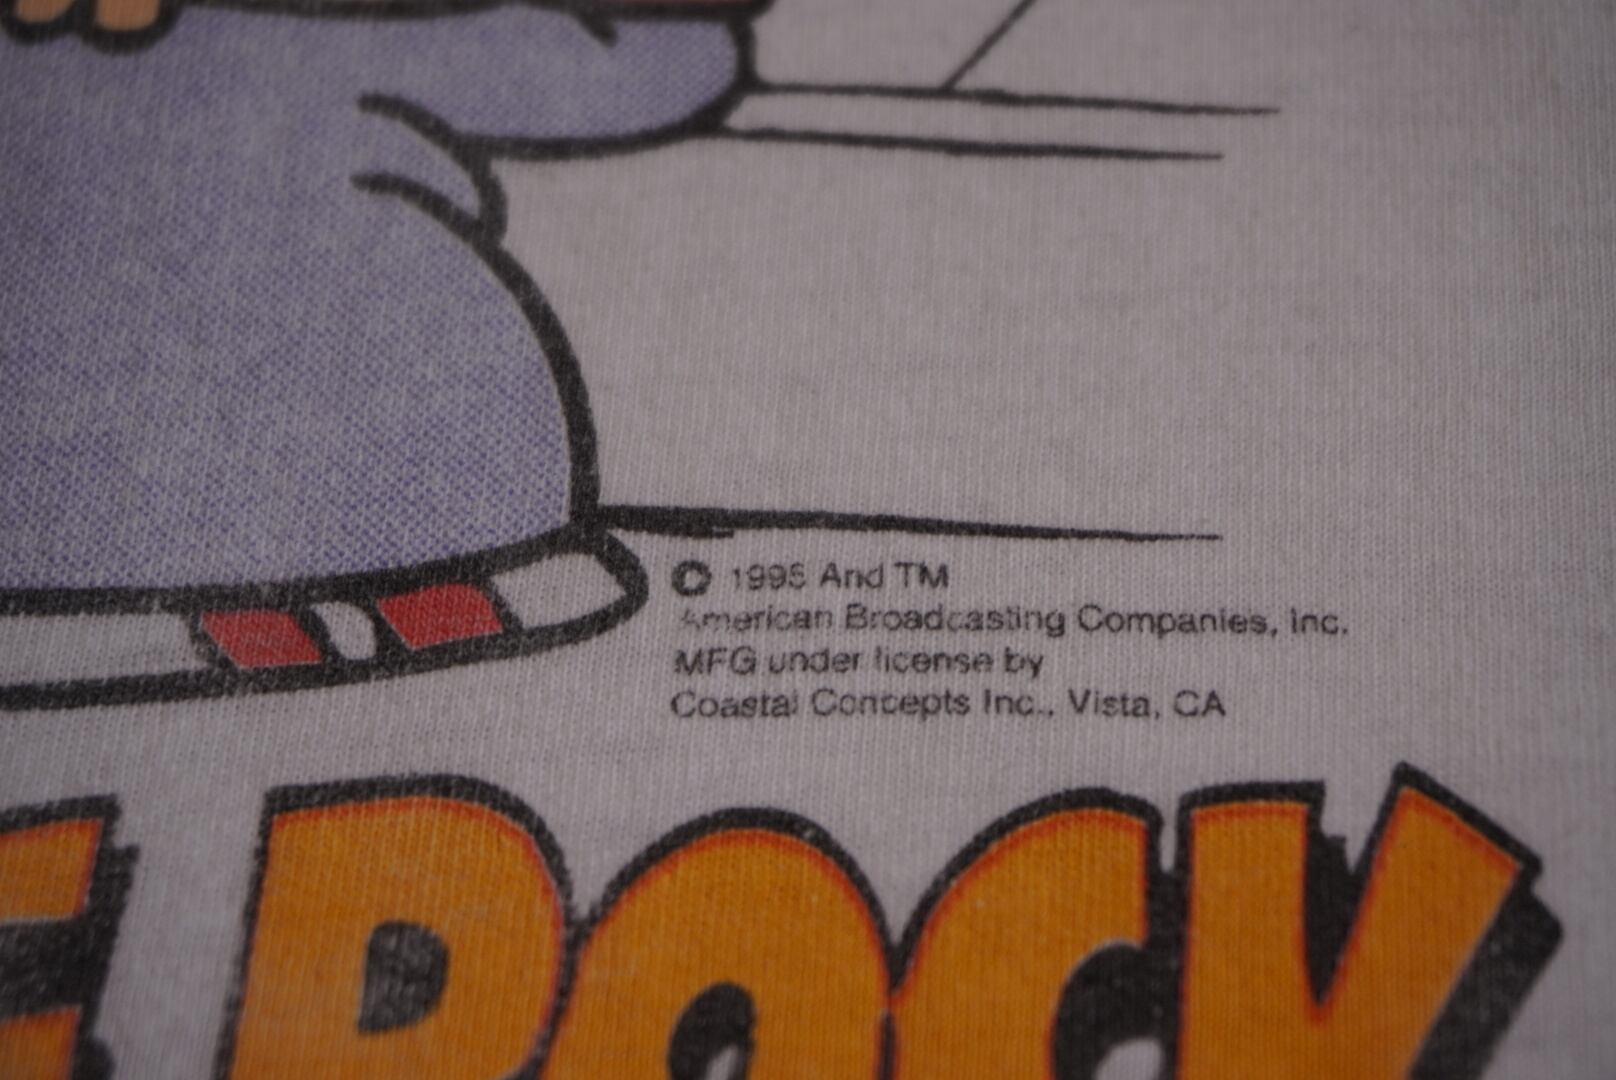 © 1995 And TM
American Broadcasting Companies, Inc.
MFG under license by
Coastal Concepts Inc., Vista, CA
ROCK